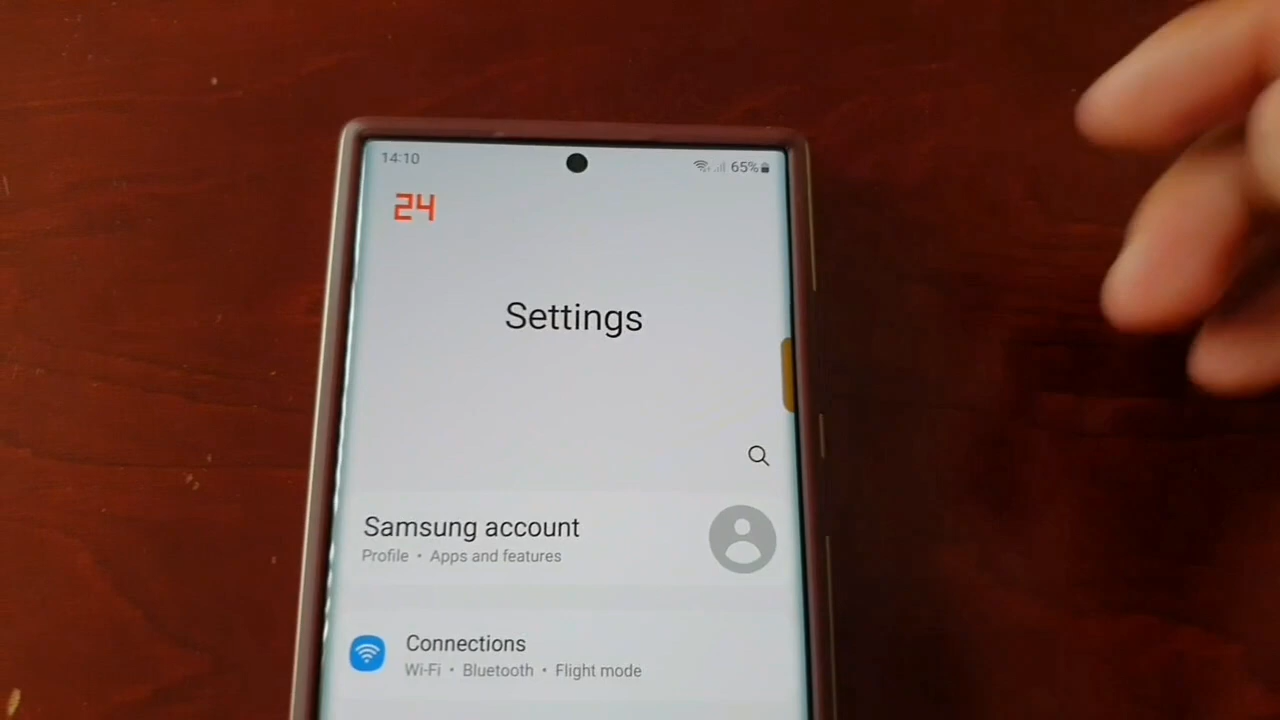 14:10
65%
24
Settings
Samsung account
Profile • Apps and features
Connections
Wi-Fi • Bluetooth • Flight mode